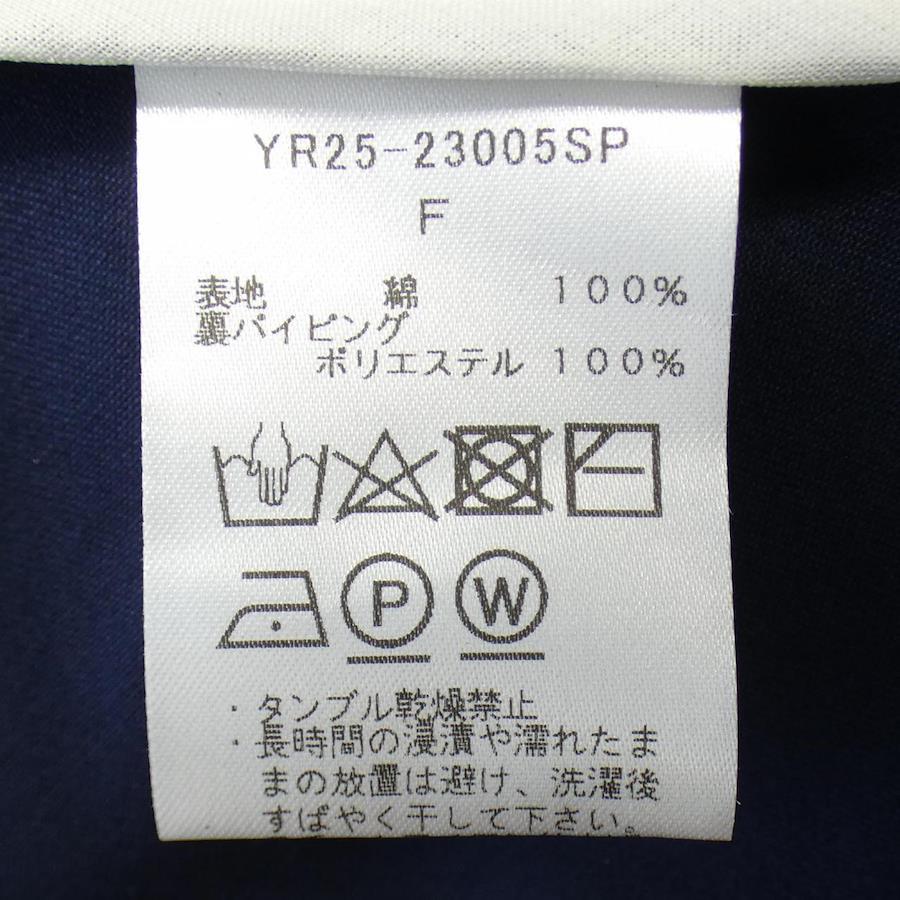 YR25-23005SP
F
表地 綿 100%
裏パイピング
ポリエステル 100%
P W
・タンブル乾燥禁止
・長時間の浸漬や濡れたま
まの放置は避け、洗濯後
すばやく干して下さい。